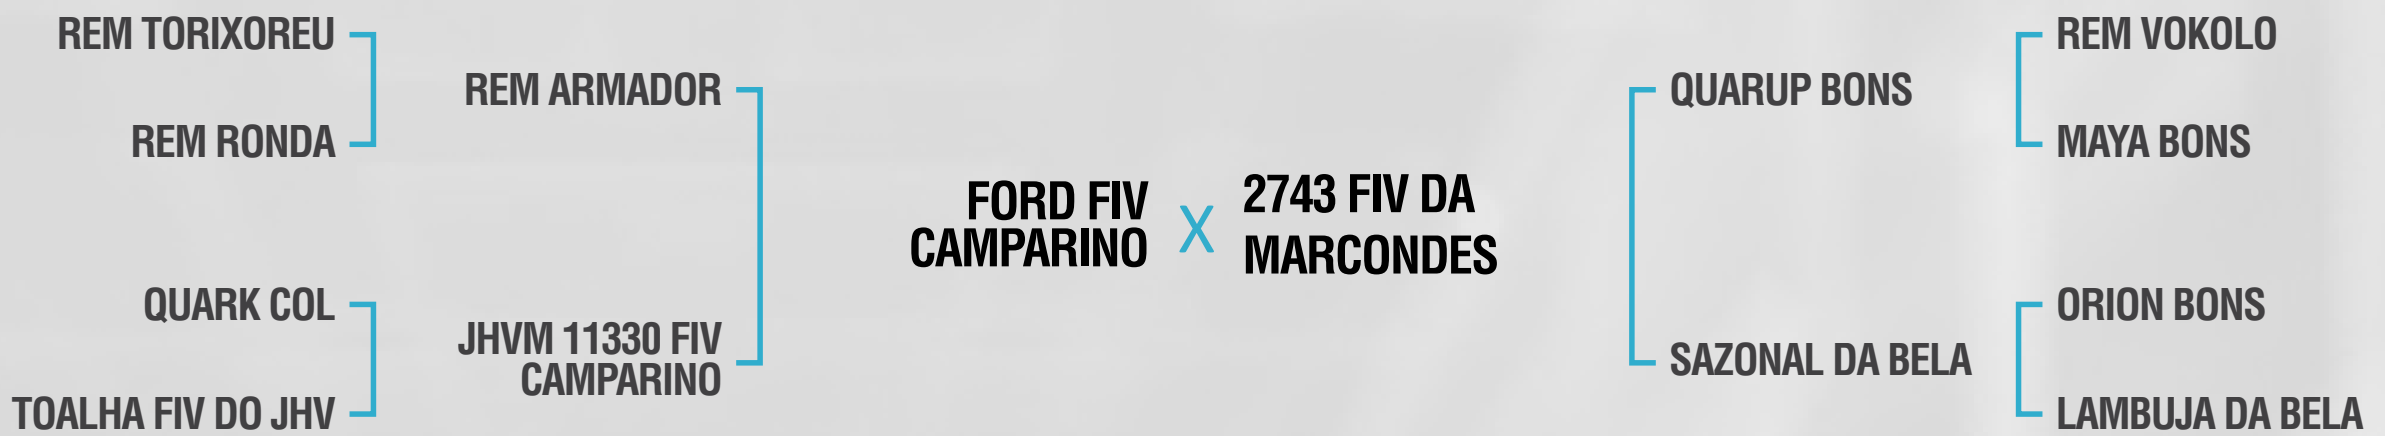 REM TORIXOREU
REM RONDA
QUARK COL
TOALHA FIV DO JHV
REM ARMADOR
JHVM 11330 FIV
CAMPARINO
FORD FIV
CAMPARINO
X
2743 FIV DA
MARCONDES
QUARUP BONS
SAZONAL DA BELA
REM VOKOLO
MAYA BONS
ORION BONS
LAMBUJA DA BELA